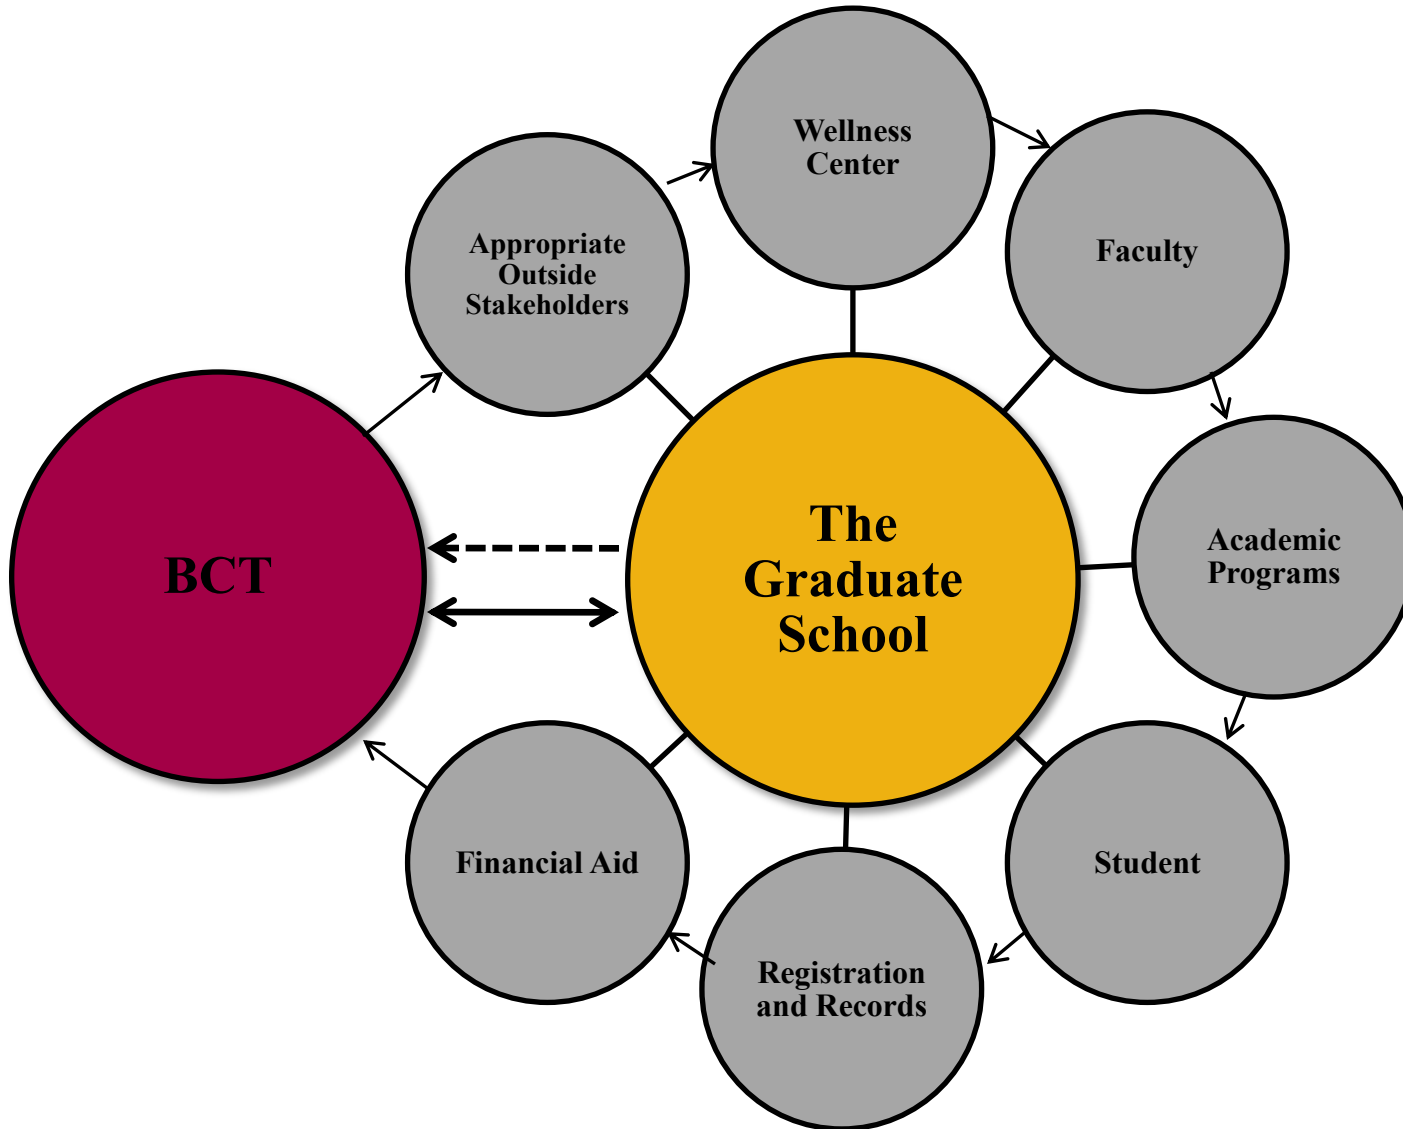 Wellness
Center
Appropriate
Outside
Stakeholders
Faculty
BCT
The
Graduate
School
Academic
Programs
Financial Aid
Student
Registration
and Records